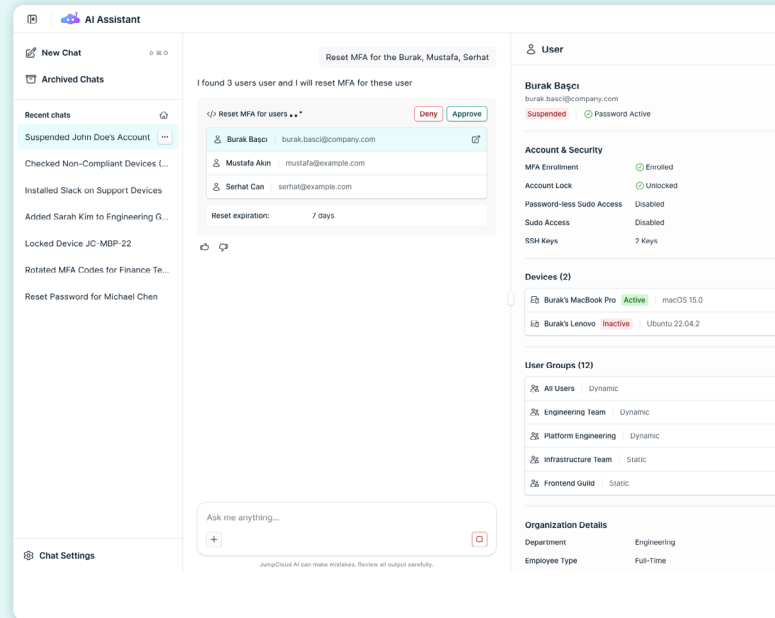 AI Assistant
New Chat
⇧ ⌘ O
Archived Chats
Recent chats
Suspended John Doe's Account
Checked Non-Compliant Devices (...
Installed Slack on Support Devices
Added Sarah Kim to Engineering G...
Locked Device JC-MBP-22
Rotated MFA Codes for Finance Te...
Reset Password for Michael Chen
Chat Settings
Reset MFA for the Burak, Mustafa, Serhat
I found 3 users user and I will reset MFA for these user
</> Reset MFA for users
Deny
Approve
Burak Başcı burak.basci@company.com
Mustafa Akın mustafa@example.com
Serhat Can serhat@example.com
Reset expiration: 7 days
Ask me anything...
JumpCloud AI can make mistakes. Review all output carefully.
User
Burak Başçı
burak.basci@company.com
Suspended Password Active
Account & Security
MFA Enrollment Enrolled
Account Lock Unlocked
Password-less Sudo Access Disabled
Sudo Access Disabled
SSH Keys 2 Keys
Devices (2)
Burak's MacBook Pro Active macOS 15.0
Burak's Lenovo Inactive Ubuntu 22.04.2
User Groups (12)
All Users Dynamic
Engineering Team Dynamic
Platform Engineering Dynamic
Infrastructure Team Static
Frontend Guild Static
Organization Details
Department Engineering
Employee Type Full-Time